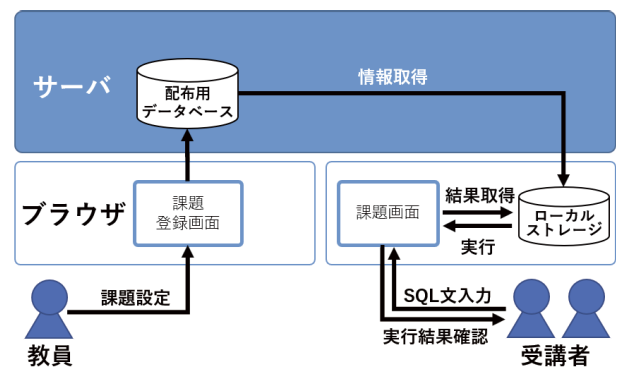 サーバ
配布用
データベース
情報取得
ブラウザ
課題
登録画面
課題画面
結果取得
実行
ローカル
ストレージ
課題設定
SQL文入力
実行結果確認
教員
受講者